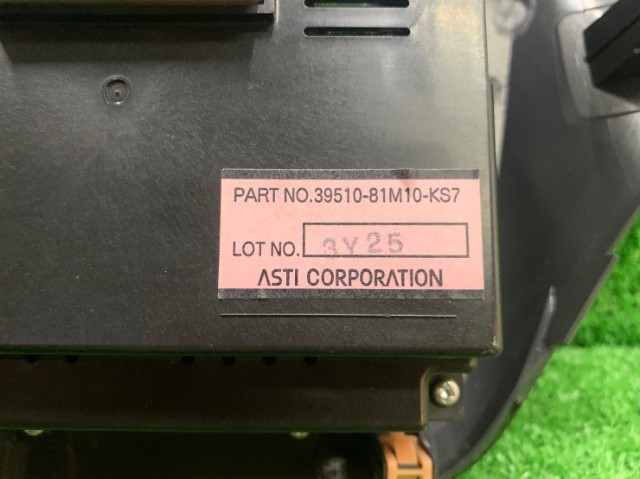 PART NO.39510-81M10-KS7
LOT NO. 3Y25
ASTI CORPORATION